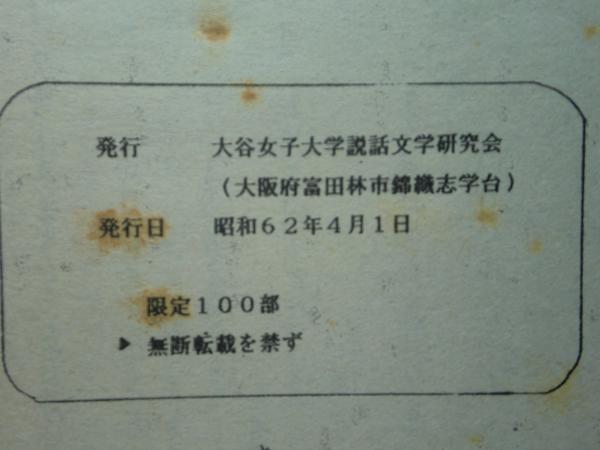 発行 大谷女子大学説話文学研究会
(大阪府富田林市錦織志学台)
発行日 昭和62年4月1日
限定100部
▶ 無断転載を禁ず